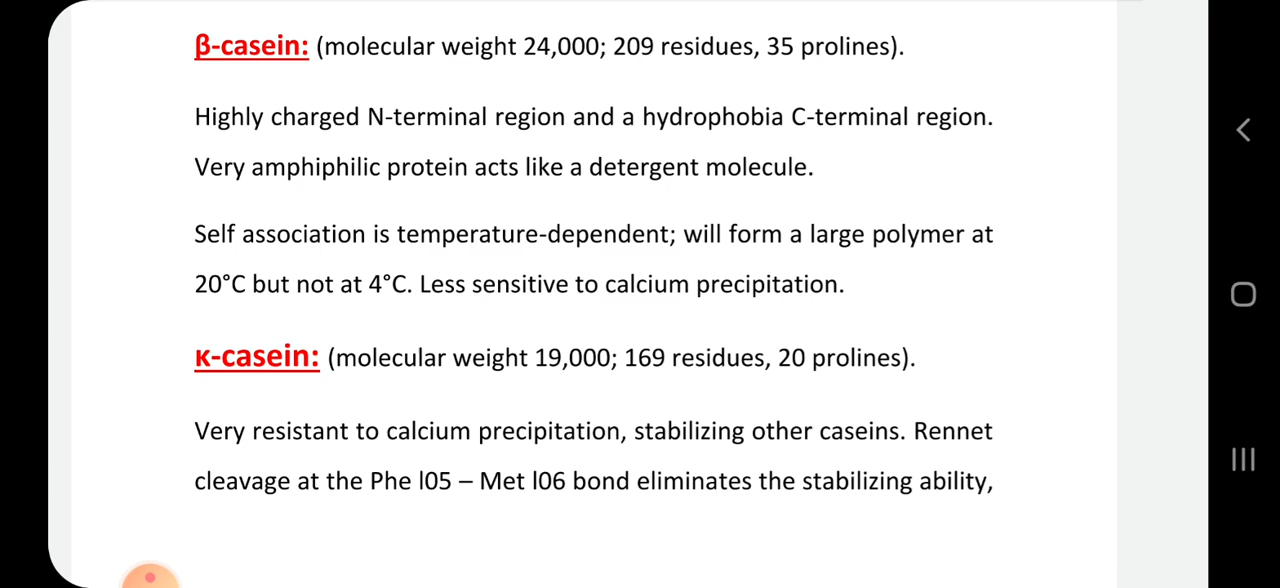 β-casein: (molecular weight 24,000; 209 residues, 35 prolines).
Highly charged N-terminal region and a hydrophobia C-terminal region.
Very amphiphilic protein acts like a detergent molecule.
Self association is temperature-dependent; will form a large polymer at
20°C but not at 4°C. Less sensitive to calcium precipitation.
κ-casein: (molecular weight 19,000; 169 residues, 20 prolines).
Very resistant to calcium precipitation, stabilizing other caseins. Rennet
cleavage at the Phe l05 – Met l06 bond eliminates the stabilizing ability,